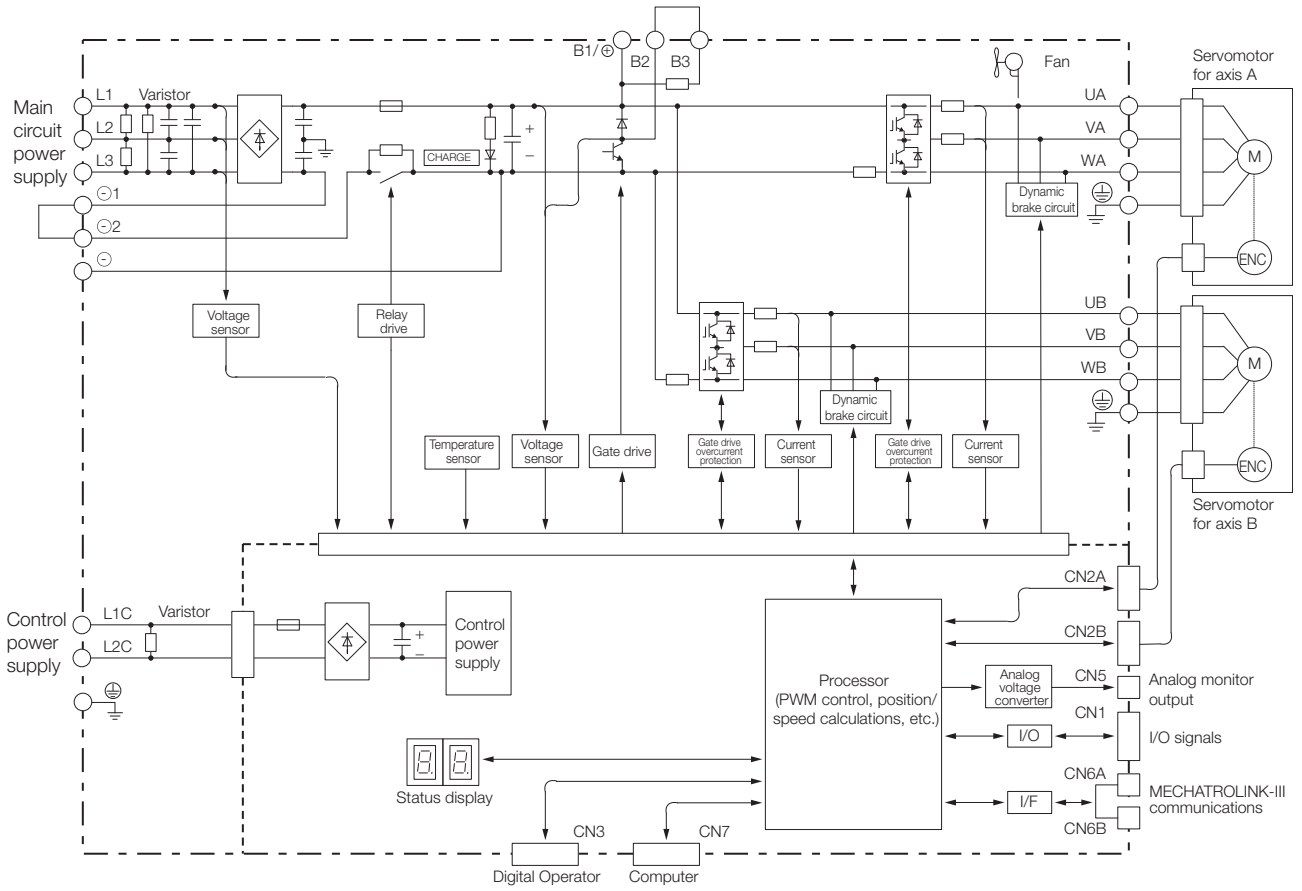 B1/⊕
B2
B3
Fan
Servomotor
for axis A
Main
circuit
power
supply
L1
Varistor
L2
L3
⊖1
⊖2
⊖
CHARGE
+
–
UA
VA
WA
M
ENC
Dynamic
brake circuit
Voltage
sensor
Relay
drive
UB
VB
WB
M
ENC
Dynamic
brake circuit
Servomotor
for axis B
Temperature
sensor
Voltage
sensor
Gate drive
Gate drive
overcurrent
protection
Current
sensor
Gate drive
overcurrent
protection
Current
sensor
Control
power
supply
L1C
Varistor
L2C
+
–
Control
power
supply
Processor
(PWM control, position/
speed calculations, etc.)
CN2A
CN2B
Analog
voltage
converter
CN5
Analog monitor
output
CN1
I/O
I/O signals
CN6A
I/F
MECHATROLINK-III
communications
CN6B
8. 8.
Status display
CN3
CN7
Digital Operator
Computer